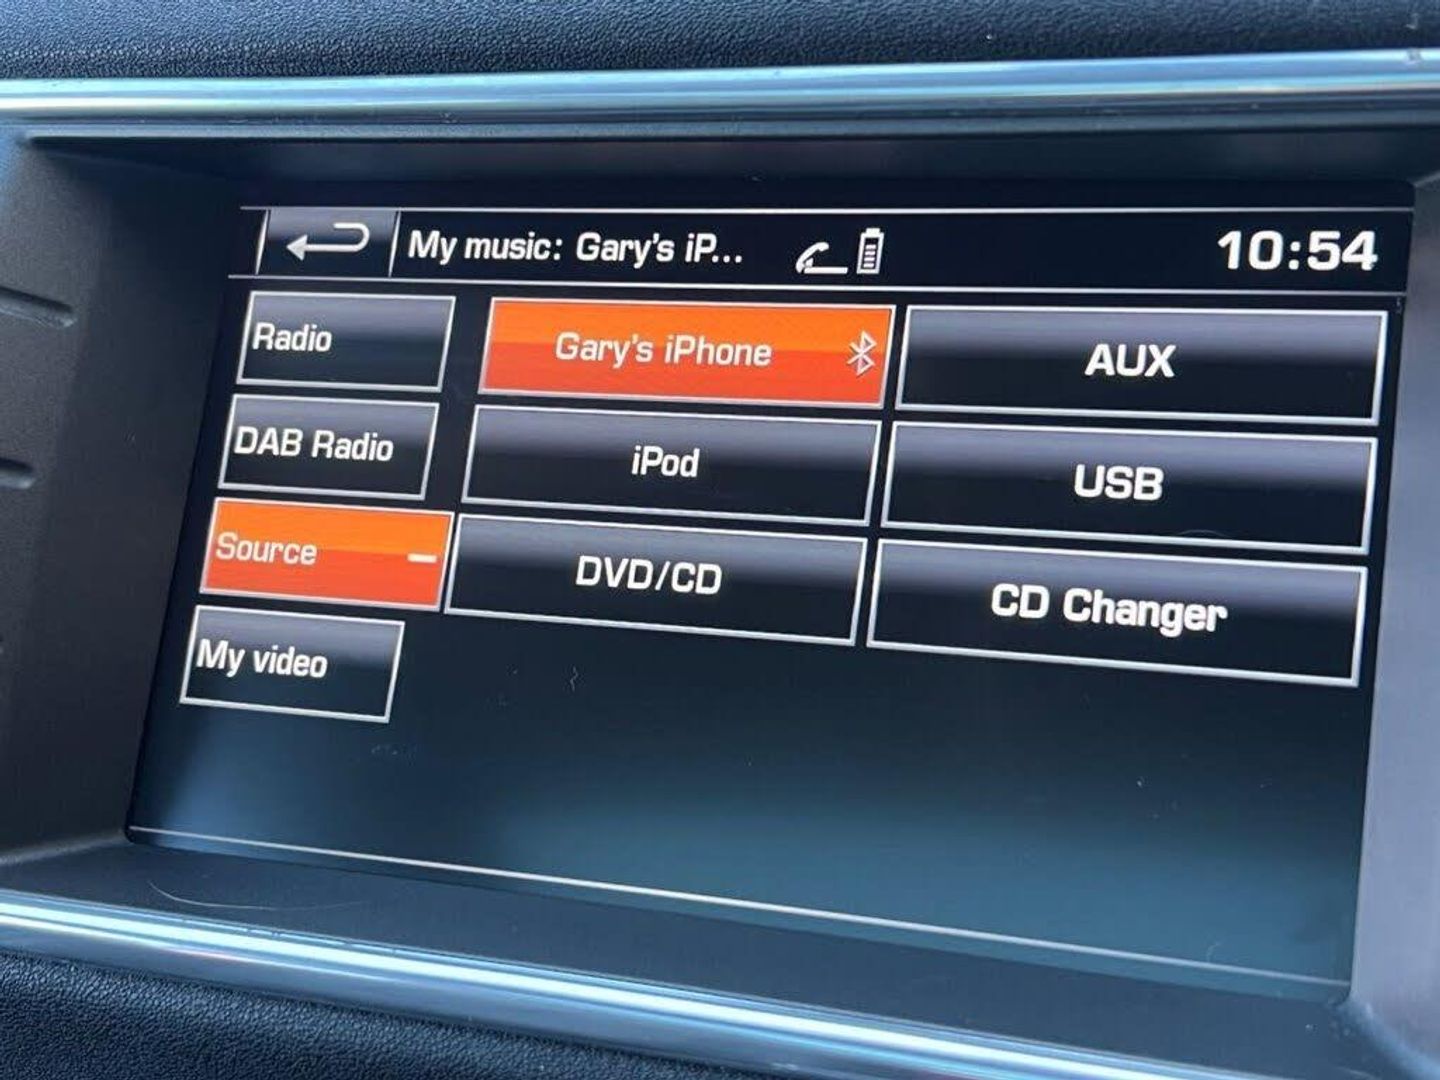 My music: Gary's iP...
10:54
Radio
Gary's iPhone
AUX
DAB Radio
iPod
USB
Source
DVD/CD
CD Changer
My video